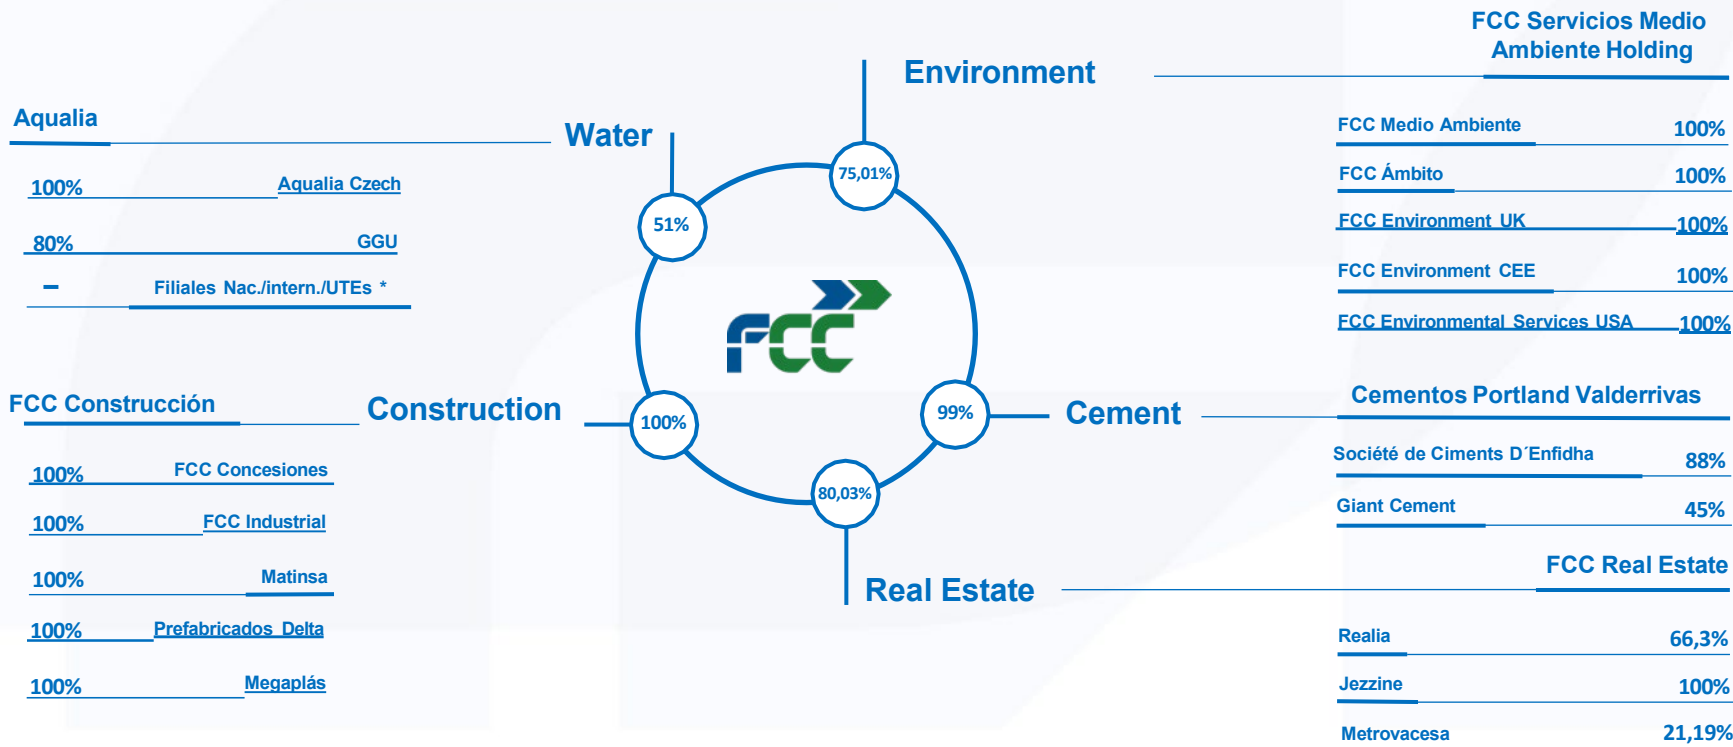 FCC Servicios Medio
Ambiente Holding
Environment
FCC Medio Ambiente 100%
FCC Ámbito 100%
FCC Environment UK 100%
FCC Environment CEE 100%
FCC Environmental Services USA 100%
Aqualia
Water
100% Aqualia Czech
80% GGU
– Filiales Nac./intern./UTEs *
75,01%
51%
FCC
100%
99%
80,03%
FCC Construcción
Construction
100% FCC Concesiones
100% FCC Industrial
100% Matinsa
100% Prefabricados Delta
100% Megaplás
Cement
Cementos Portland Valderrivas
Société de Ciments D´Enfidha 88%
Giant Cement 45%
Real Estate
FCC Real Estate
Realia 66,3%
Jezzine 100%
Metrovacesa 21,19%